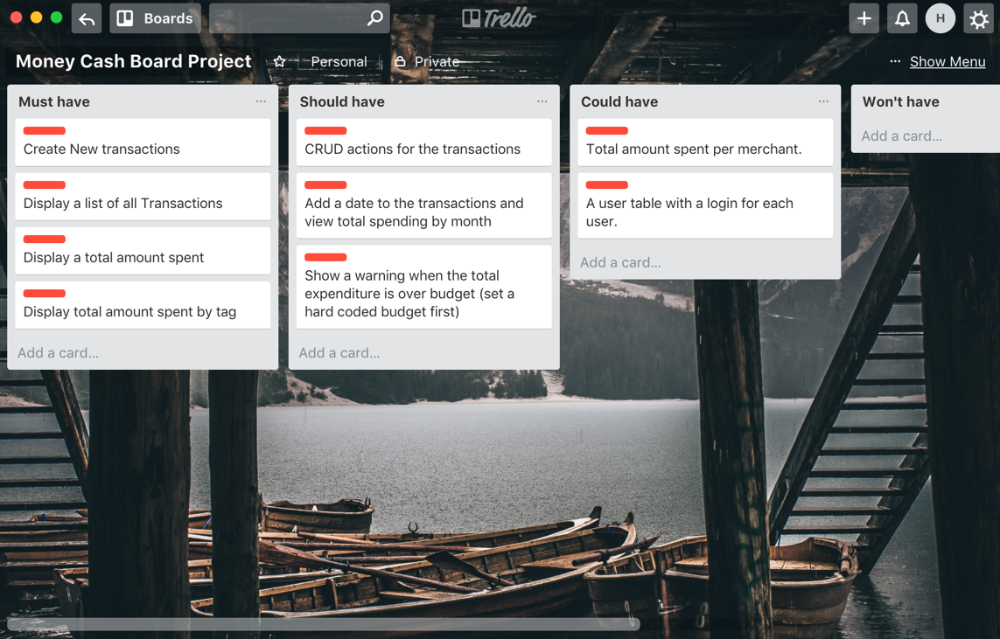 Boards
Trello
H
Money Cash Board Project
Personal
Private
... Show Menu
Must have
...
Create New transactions
Display a list of all Transactions
Display a total amount spent
Display total amount spent by tag
Add a card...
Should have
...
CRUD actions for the transactions
Add a date to the transactions and
view total spending by month
Show a warning when the total
expenditure is over budget (set a
hard coded budget first)
Add a card...
Could have
...
Total amount spent per merchant.
A user table with a login for each
user.
Add a card...
Won't have
Add a card...